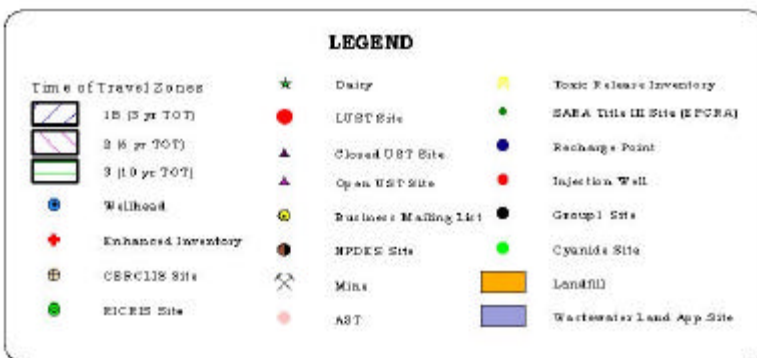 LEGEND
Time of Travel Zones
1B (3 yr TOT)
2 (6 yr TOT)
3 (10 yr TOT)
Wellhead
Enhanced Inventory
CERCLIS Site
RICRIS Site
Dairy
LUST Site
Closed UST Site
Open UST Site
Business Mailing List
NPDES Site
Mine
AST
Toxic Release Inventory
SARA Title III Site (EPCRA)
Recharge Point
Injection Well
Group1 Site
Cyanide Site
Landfill
Wastewater Land App Site